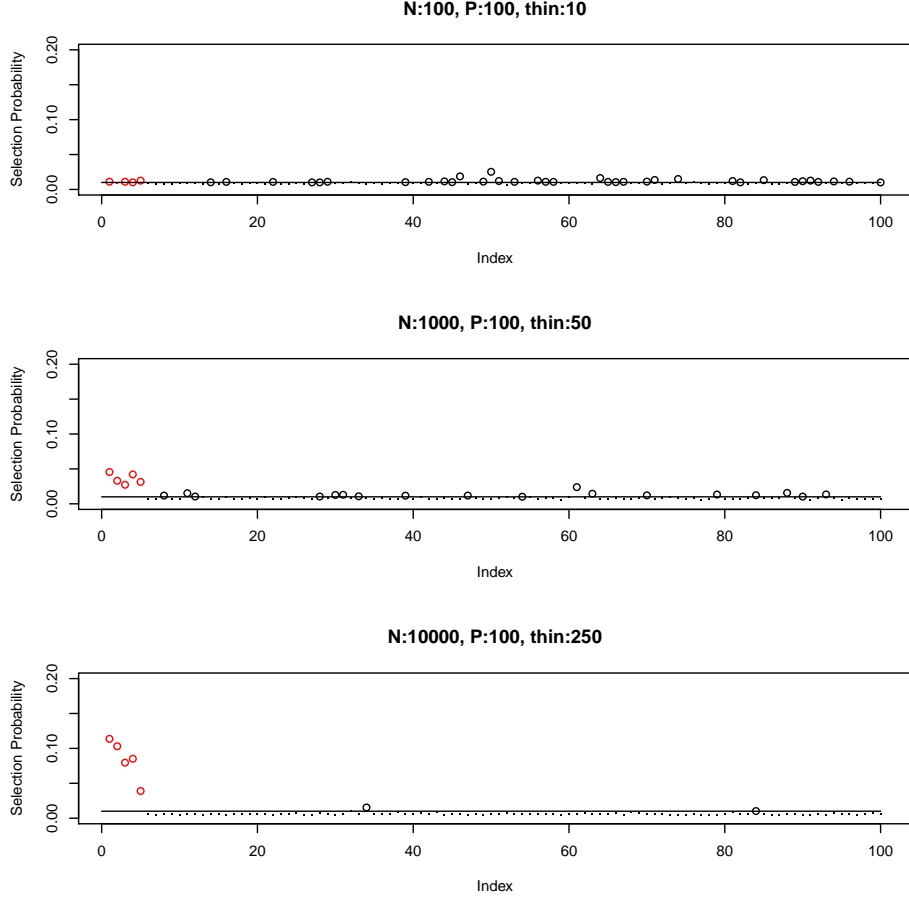 N:100, P:100, thin:10
Selection Probability
0.00 0.10 0.20
0 20 40 60 80 100
Index
N:1000, P:100, thin:50
Selection Probability
0.00 0.10 0.20
0 20 40 60 80 100
Index
N:10000, P:100, thin:250
Selection Probability
0.00 0.10 0.20
0 20 40 60 80 100
Index